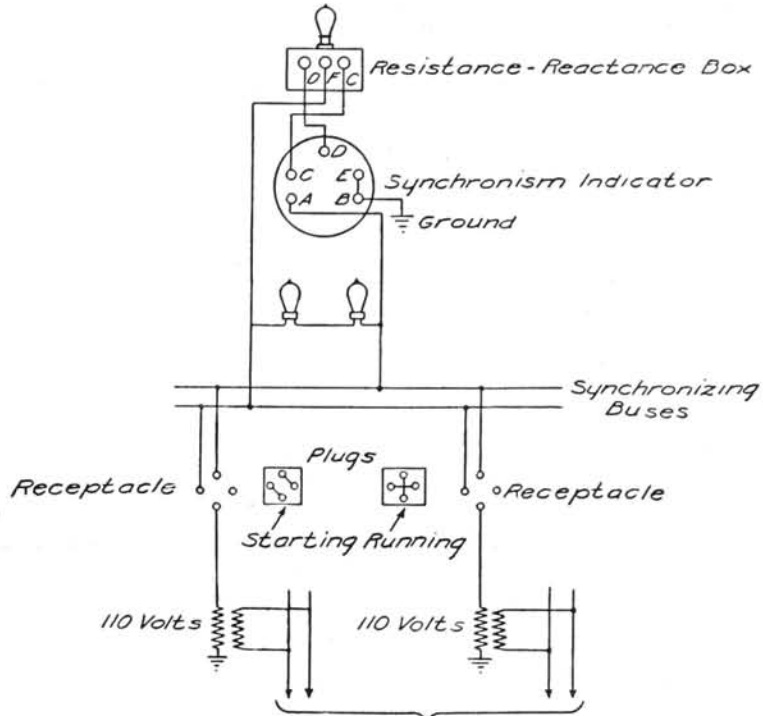 D F C
Resistance-Reactance Box
D
C E
Synchronism Indicator
A B
Ground
Synchronizing
Buses
Plugs
Receptacle
Receptacle
Starting Running
110 Volts
110 Volts